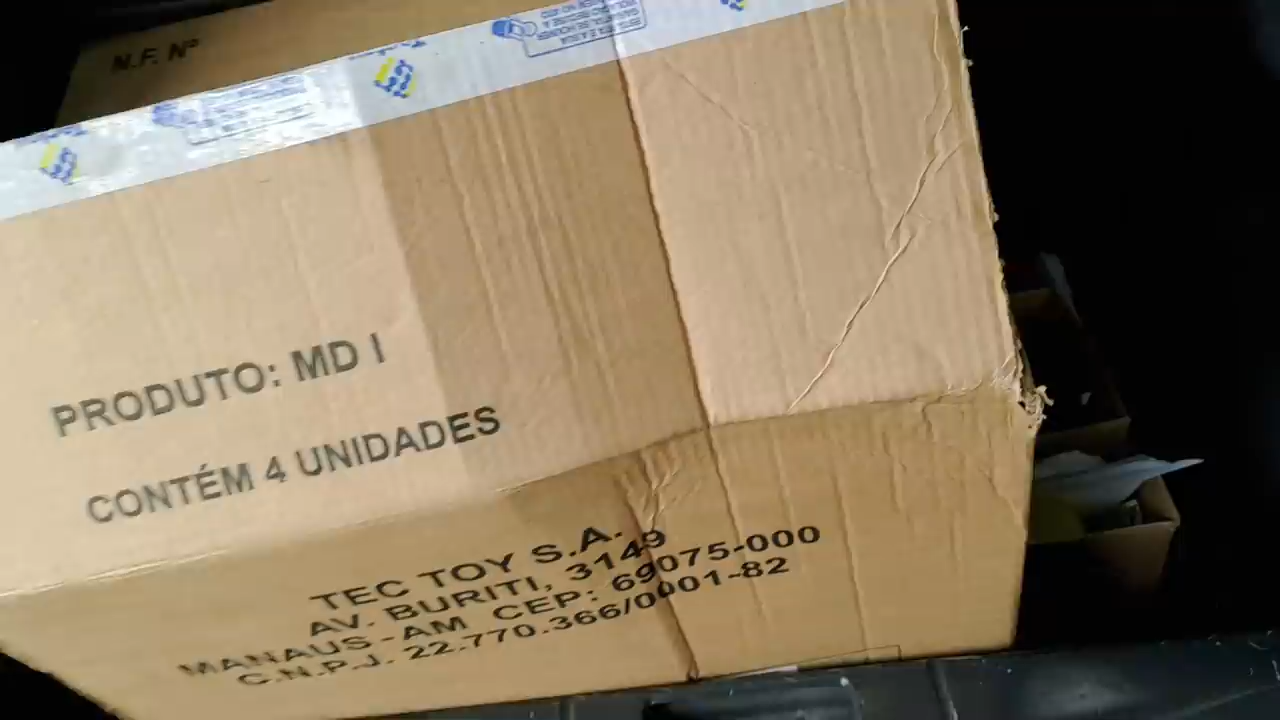 N.F. Nº
PRODUTO: MD I
CONTÉM 4 UNIDADES
TEC TOY S.A.
AV. BURITI, 3149
MANAUS-AM CEP: 69075-000
C.N.P.J. 22.770.366/0001-82